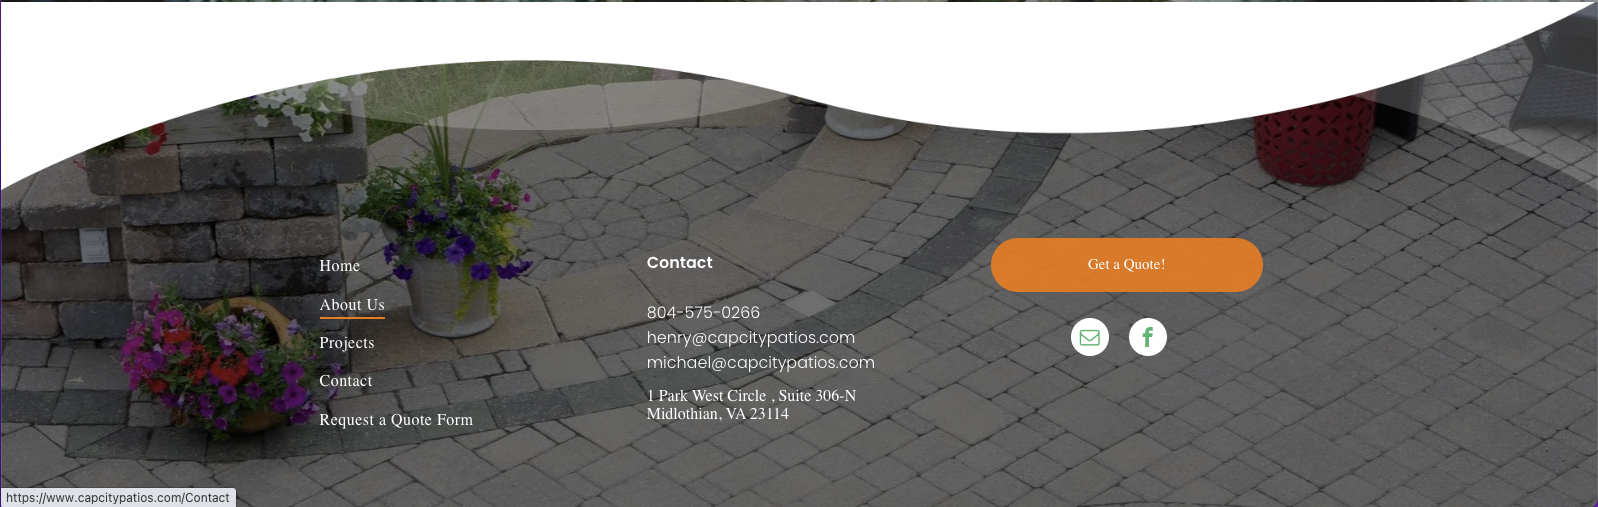 Home
About Us
Projects
Contact
Request a Quote Form
Contact
804-575-0266
henry@capcitypatios.com
michael@capcitypatios.com
1 Park West Circle , Suite 306-N
Midlothian, VA 23114
Get a Quote!
f
https://www.capcitypatios.com/Contact